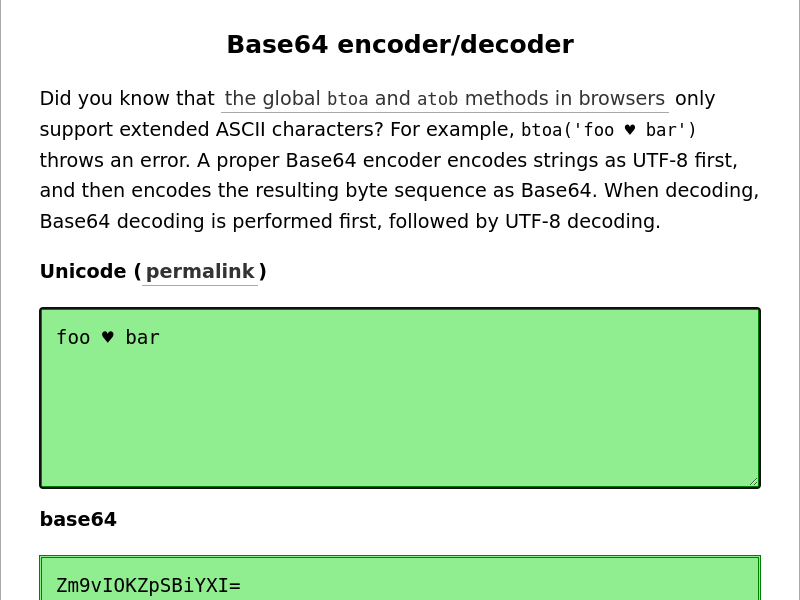 Base64 encoder/decoder
Did you know that the global btoa and atob methods in browsers only
support extended ASCII characters? For example, btoa('foo ♥ bar')
throws an error. A proper Base64 encoder encodes strings as UTF-8 first,
and then encodes the resulting byte sequence as Base64. When decoding,
Base64 decoding is performed first, followed by UTF-8 decoding.
Unicode (permalink)
foo ♥ bar
base64
Zm9vIOKZpSBiYXI=